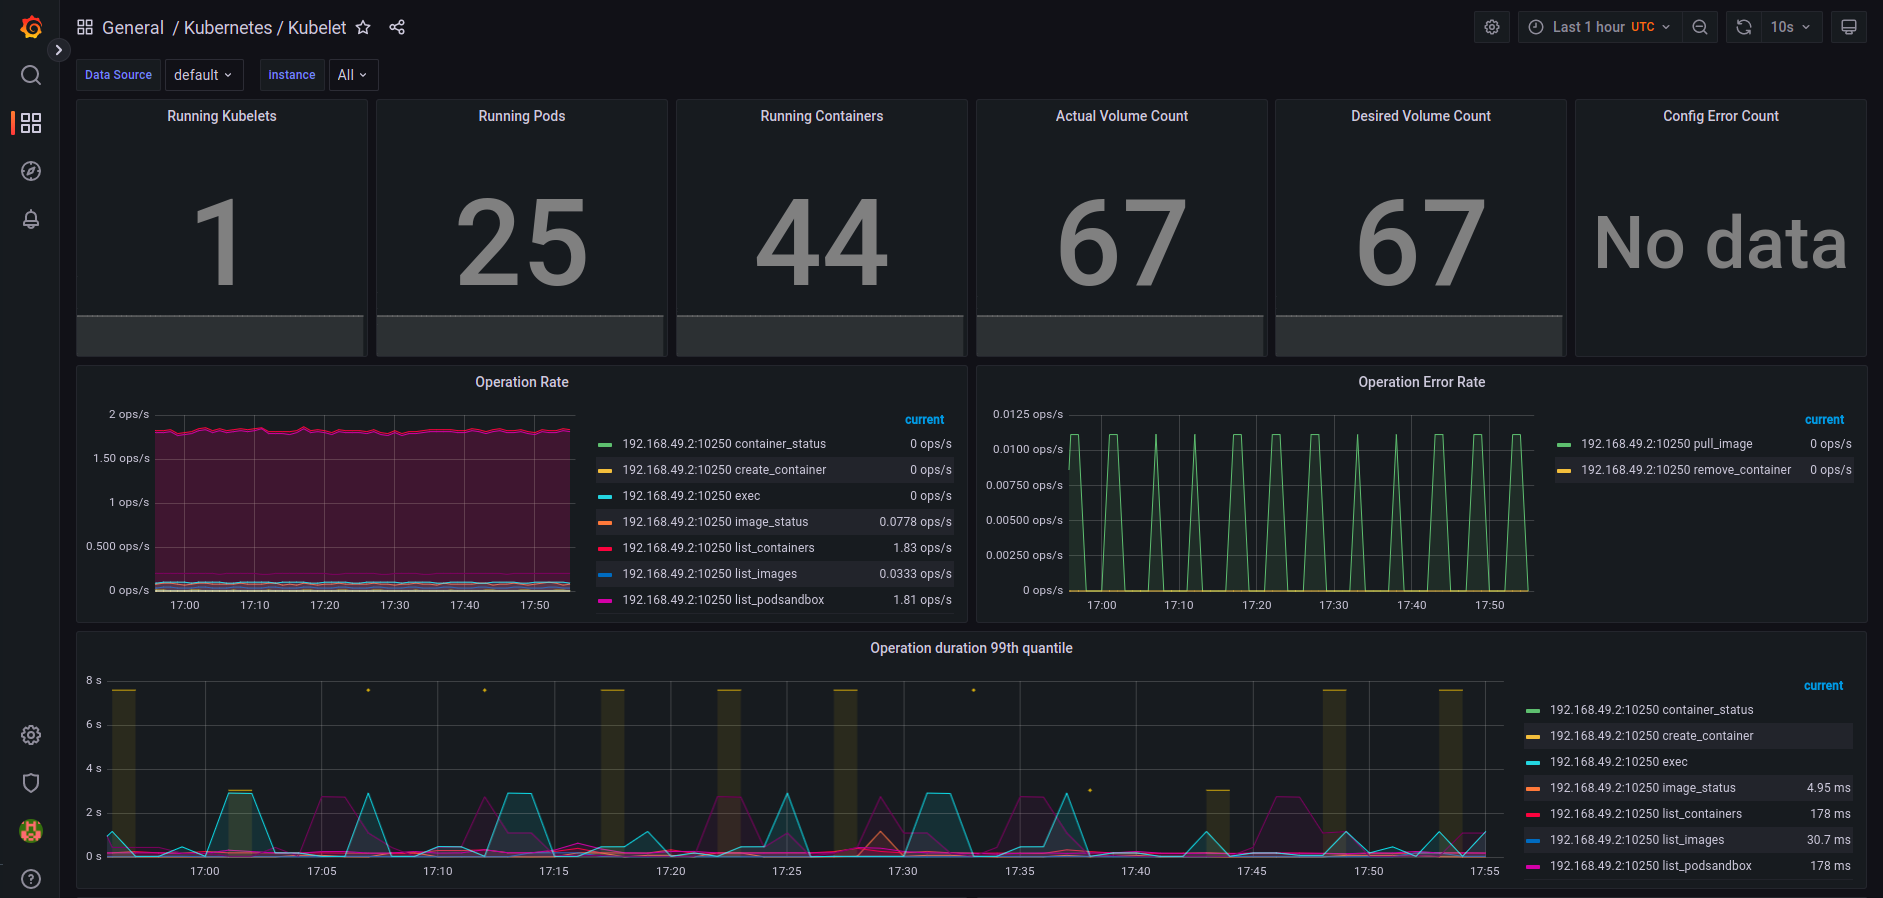 General / Kubernetes / Kubelet
Last 1 hour UTC
10s
Data Source default instance All
Running Kubelets
1
Running Pods
25
Running Containers
44
Actual Volume Count
67
Desired Volume Count
67
Config Error Count
No data
Operation Rate
2 ops/s
1.50 ops/s
1 ops/s
0.500 ops/s
0 ops/s
17:00 17:10 17:20 17:30 17:40 17:50
current
192.168.49.2:10250 container_status 0 ops/s
192.168.49.2:10250 create_container 0 ops/s
192.168.49.2:10250 exec 0 ops/s
192.168.49.2:10250 image_status 0.0778 ops/s
192.168.49.2:10250 list_containers 1.83 ops/s
192.168.49.2:10250 list_images 0.0333 ops/s
192.168.49.2:10250 list_podsandbox 1.81 ops/s
Operation Error Rate
0.0125 ops/s
0.0100 ops/s
0.00750 ops/s
0.00500 ops/s
0.00250 ops/s
0 ops/s
17:00 17:10 17:20 17:30 17:40 17:50
current
192.168.49.2:10250 pull_image 0 ops/s
192.168.49.2:10250 remove_container 0 ops/s
Operation duration 99th quantile
8 s
6 s
4 s
2 s
0 s
17:00 17:05 17:10 17:15 17:20 17:25 17:30 17:35 17:40 17:45 17:50 17:55
current
192.168.49.2:10250 container_status
192.168.49.2:10250 create_container
192.168.49.2:10250 exec
192.168.49.2:10250 image_status 4.95 ms
192.168.49.2:10250 list_containers 178 ms
192.168.49.2:10250 list_images 30.7 ms
192.168.49.2:10250 list_podsandbox 178 ms